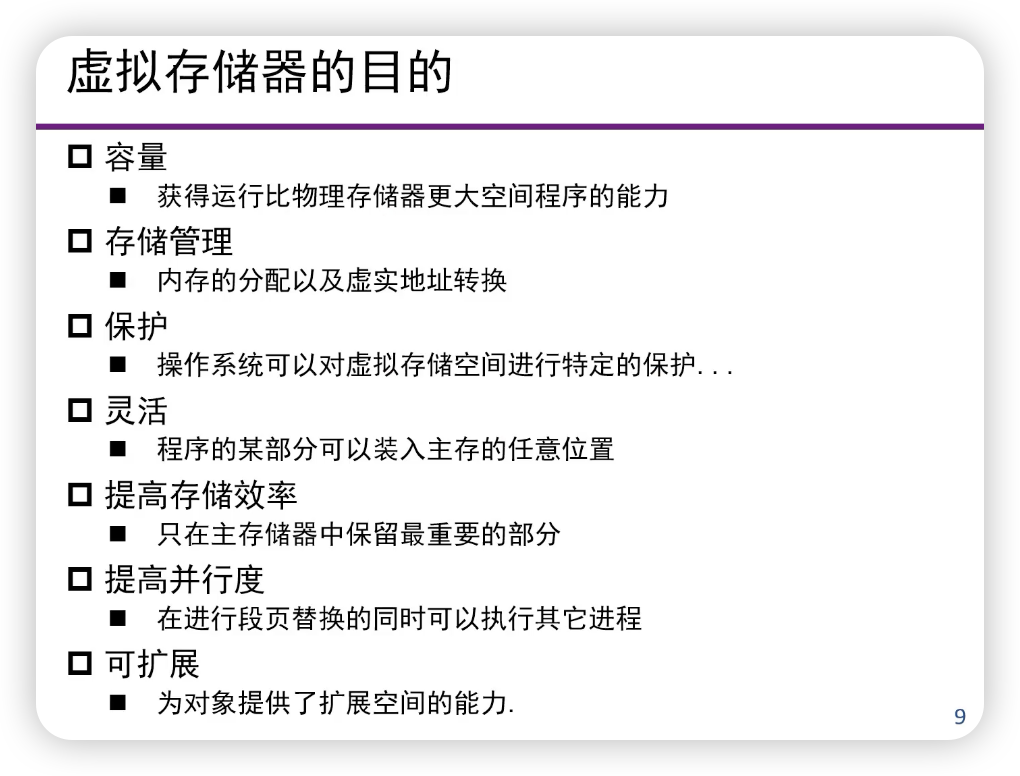 虚拟存储器的目的
容量
获得运行比物理存储器更大空间程序的能力
存储管理
内存的分配以及虚实地址转换
保护
操作系统可以对虚拟存储空间进行特定的保护...
灵活
程序的某部分可以装入主存的任意位置
提高存储效率
只在主存储器中保留最重要的部分
提高并行度
在进行段页替换的同时可以执行其它进程
可扩展
为对象提供了扩展空间的能力.
9